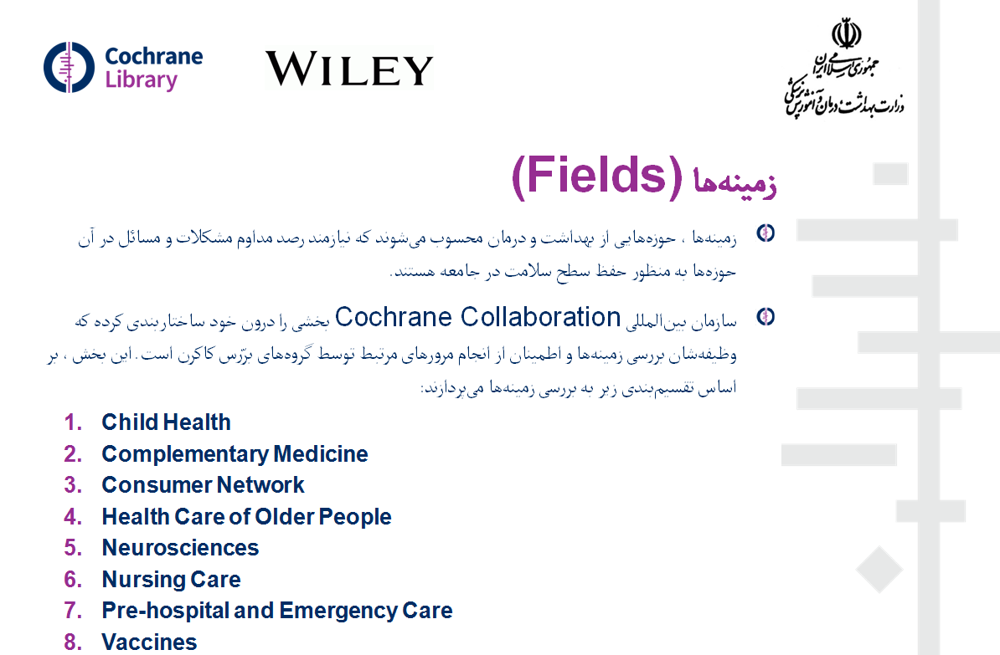 Cochrane
Library
WILEY
جمهوری اسلامی ایران
وزارت بهداشت، درمان و آموزش پزشکی
زمینه‌ها (Fields)
زمینه‌ها ، حوزه‌هایی از بهداشت و درمان محسوب می‌شوند که نیازمند رصد مداوم مشکلات و مسائل در آن
حوزه‌ها به منظور حفظ سطح سلامت در جامعه هستند.
سازمان بین‌المللی Cochrane Collaboration بخشی را درون خود ساختاربندی کرده که
وظیفه‌شان بررسی زمینه‌ها و اطمینان از انجام مرورهای مرتبط توسط گروه‌های بررّس کاکرن است. این بخش ، بر
اساس تقسیم‌بندی زیر به بررسی زمینه‌ها می‌پردازند:
1. Child Health
2. Complementary Medicine
3. Consumer Network
4. Health Care of Older People
5. Neurosciences
6. Nursing Care
7. Pre-hospital and Emergency Care
8. Vaccines